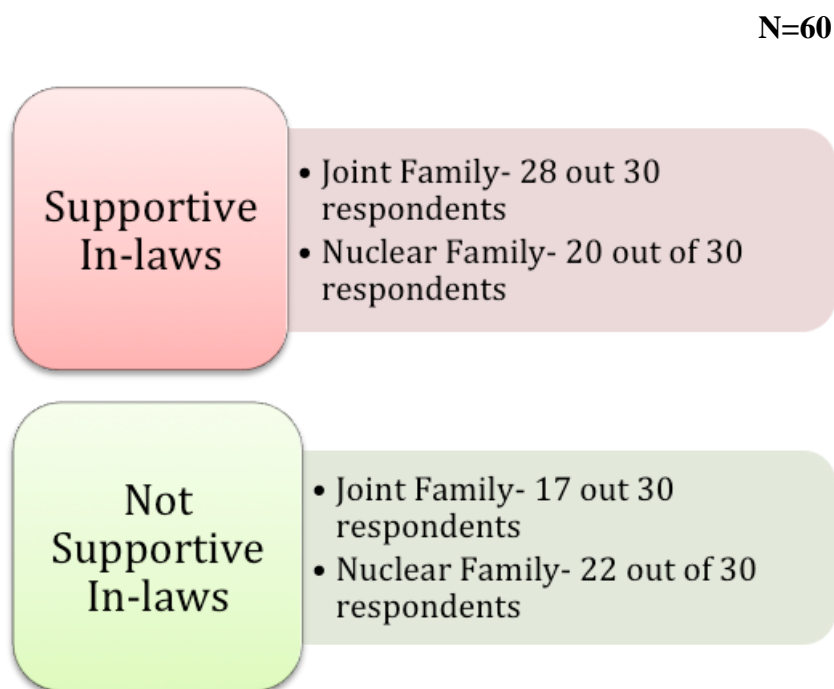 N=60
Supportive
In-laws
• Joint Family- 28 out 30
respondents
• Nuclear Family- 20 out of 30
respondents
Not
Supportive
In-laws
• Joint Family- 17 out 30
respondents
• Nuclear Family- 22 out of 30
respondents